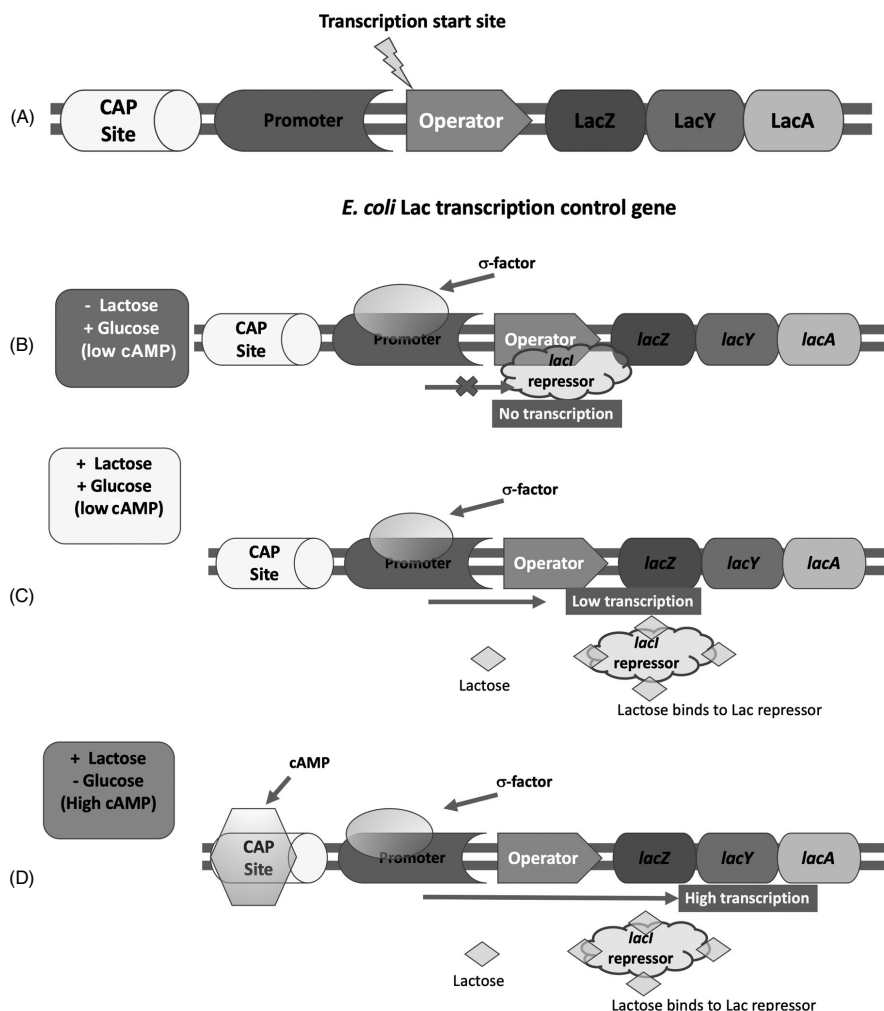 Transcription start site
(A)
CAP
Site
Promoter
Operator
LacZ
LacY
LacA
E. coli Lac transcription control gene
(B)
- Lactose
+ Glucose
(low cAMP)
CAP
Site
σ-factor
Promoter
Operator
lacI
repressor
No transcription
lacZ
lacY
lacA
(C)
+ Lactose
+ Glucose
(low cAMP)
CAP
Site
σ-factor
Promoter
Operator
lacZ
lacY
lacA
Low transcription
lacI
repressor
Lactose
Lactose binds to Lac repressor
(D)
+ Lactose
- Glucose
(High cAMP)
cAMP
CAP
Site
σ-factor
Promoter
Operator
lacZ
lacY
lacA
High transcription
lacI
repressor
Lactose
Lactose binds to Lac repressor